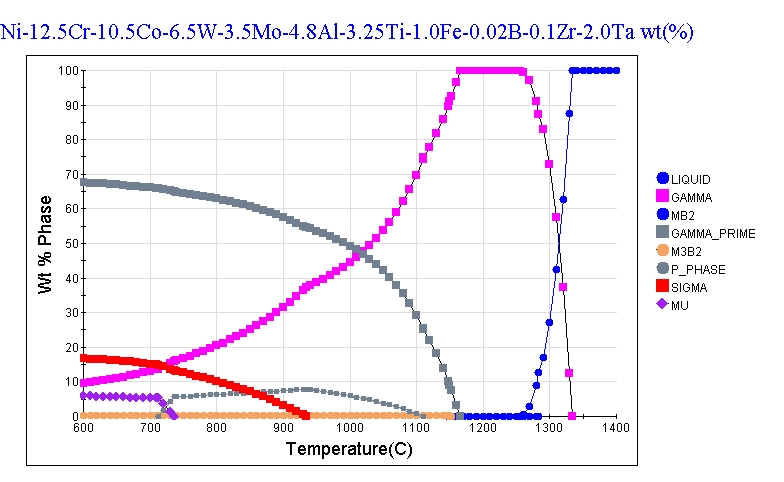 Ni-12.5Cr-10.5Co-6.5W-3.5Mo-4.8Al-3.25Ti-1.0Fe-0.02B-0.1Zr-2.0Ta wt(%)
100
90
80
70
60
50
40
30
20
10
0
Wt % Phase
600 700 800 900 1000 1100 1200 1300 1400
Temperature(C)
LIQUID
GAMMA
MB2
GAMMA_PRIME
M3B2
P_PHASE
SIGMA
MU